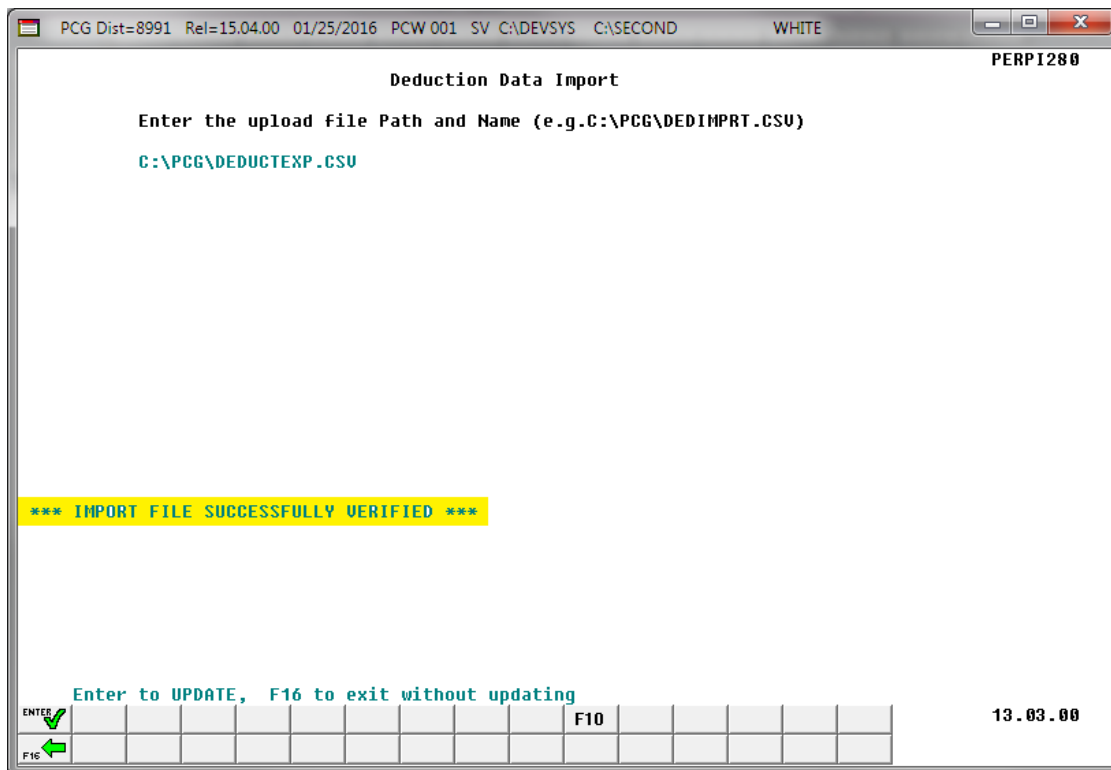 PCG Dist=8991 Rel=15.04.00 01/25/2016 PCW 001 SV C:\DEVSYS C:\SECOND WHITE
PERPI280
Deduction Data Import
Enter the upload file Path and Name (e.g.C:\PCG\DEDIMPRT.CSV)
C:\PCG\DEDUCTEXP.CSV
*** IMPORT FILE SUCCESSFULLY VERIFIED ***
Enter to UPDATE, F16 to exit without updating
ENTER
F10
13.03.00
F16